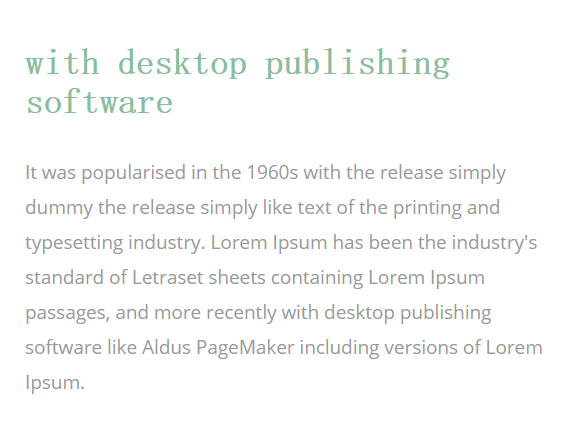 with desktop publishing
software
It was popularised in the 1960s with the release simply
dummy the release simply like text of the printing and
typesetting industry. Lorem Ipsum has been the industry's
standard of Letraset sheets containing Lorem Ipsum
passages, and more recently with desktop publishing
software like Aldus PageMaker including versions of Lorem
Ipsum.